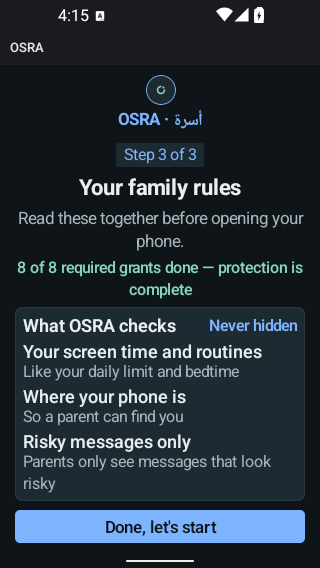 4:15
OSRA
OSRA · أسرة
Step 3 of 3
Your family rules
Read these together before opening your
phone.
8 of 8 required grants done — protection is
complete
What OSRA checks Never hidden
Your screen time and routines
Like your daily limit and bedtime
Where your phone is
So a parent can find you
Risky messages only
Parents only see messages that look
risky
Done, let's start